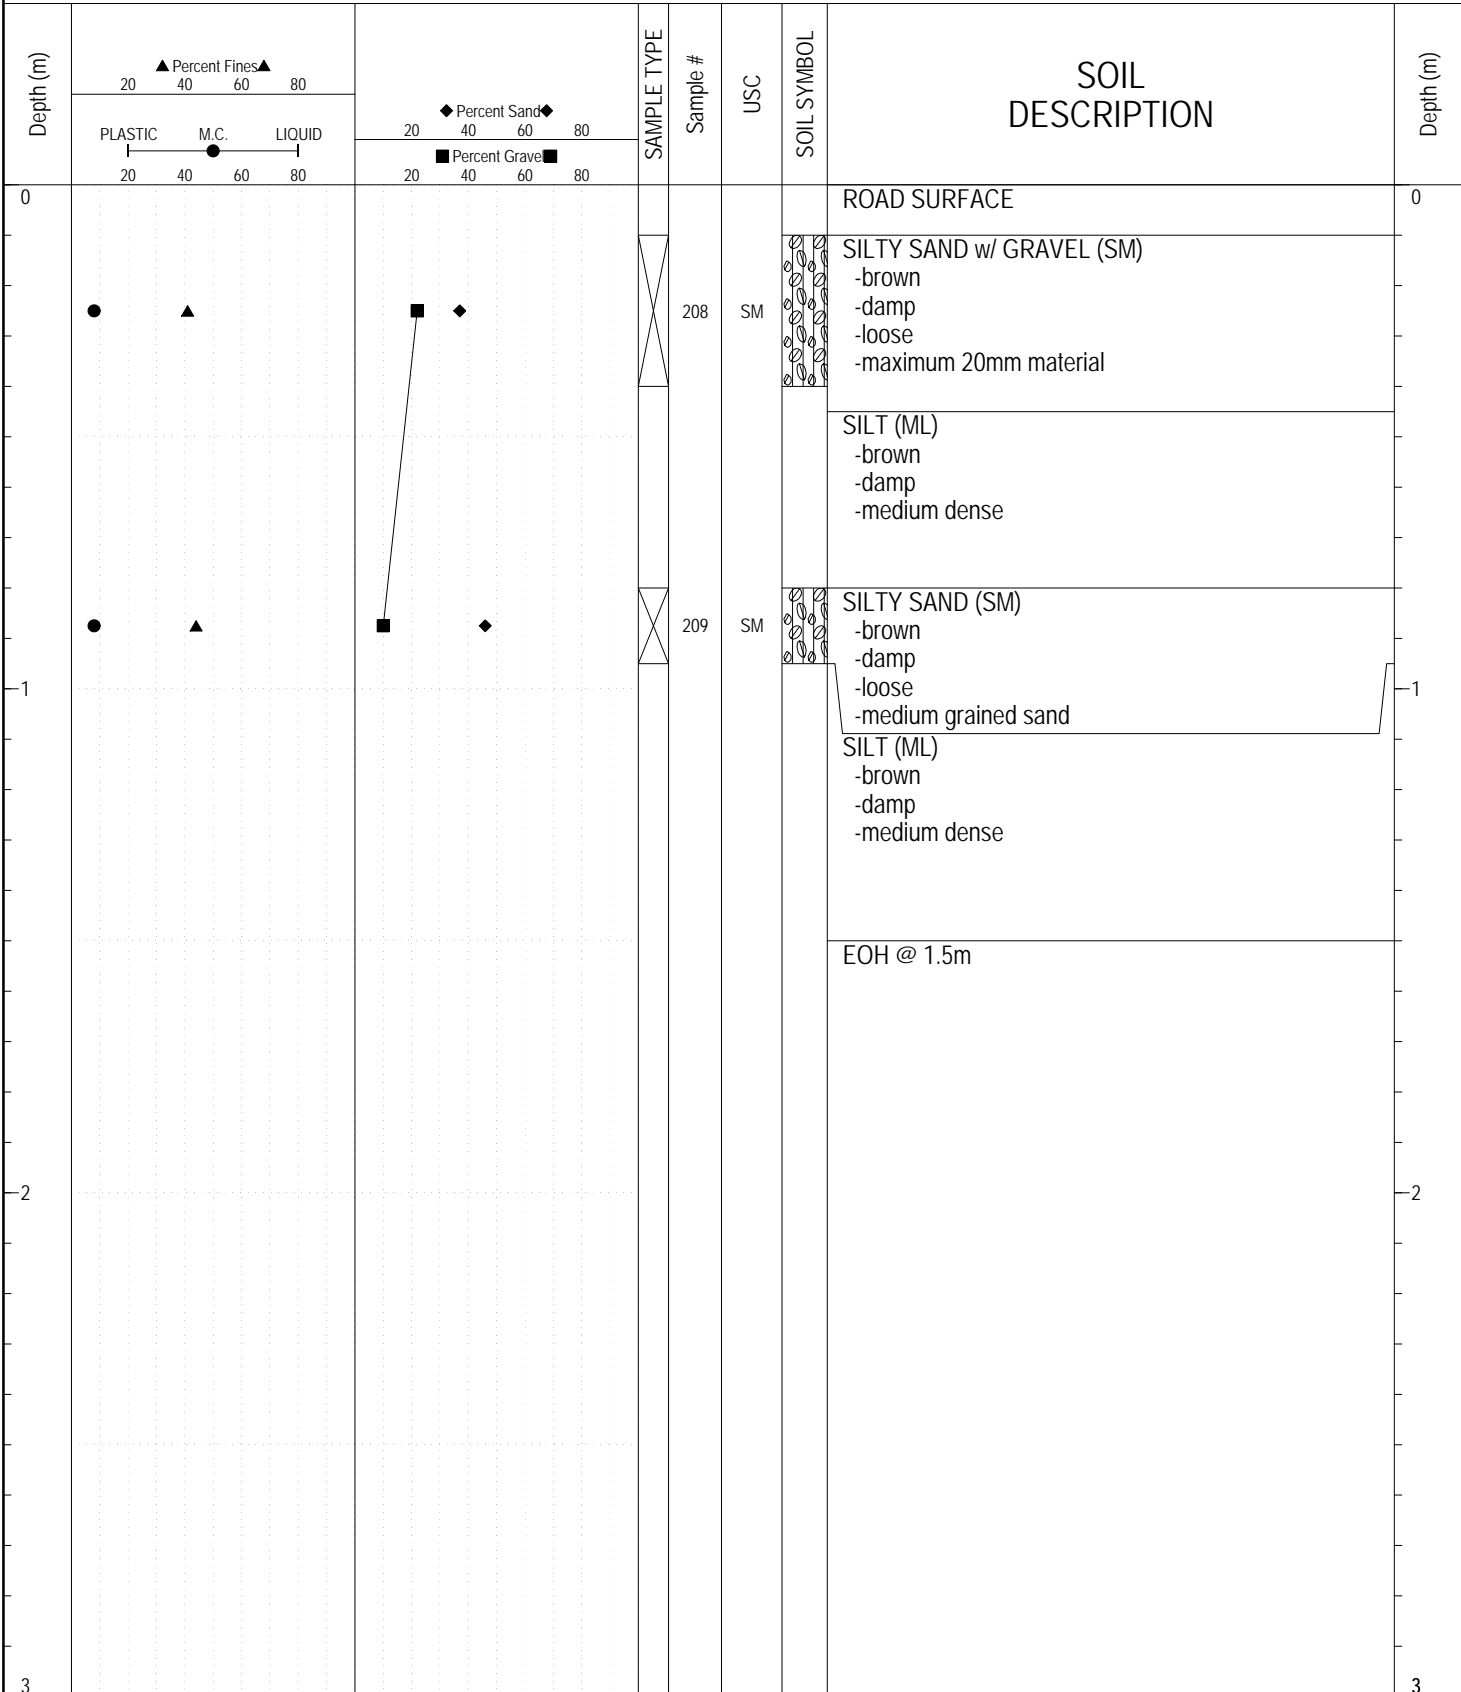 Depth (m)
Percent Fines
20 40 60 80
PLASTIC M.C. LIQUID
20 40 60 80
Percent Sand
20 40 60 80
Percent Gravel
20 40 60 80
SAMPLE TYPE
Sample #
USC
SOIL SYMBOL
SOIL
DESCRIPTION
Depth (m)
0
ROAD SURFACE
0
SILTY SAND w/ GRAVEL (SM)
-brown
-damp
208
SM
-loose
-maximum 20mm material
SILT (ML)
-brown
-damp
-medium dense
SILTY SAND (SM)
209
SM
-brown
-damp
1
-loose
1
-medium grained sand
SILT (ML)
-brown
-damp
-medium dense
EOH @ 1.5m
2
2
3
3